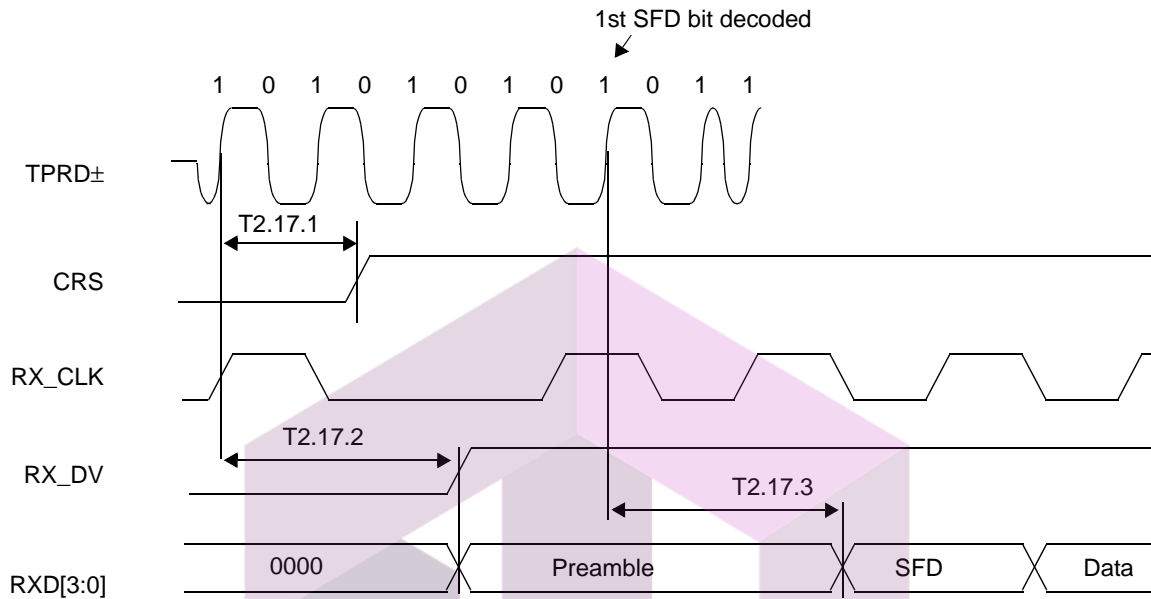 1st SFD bit decoded
1 0 1 0 1 0 1 0 1 0 1 1
TPRD±
T2.17.1
CRS
RX_CLK
T2.17.2
RX_DV
T2.17.3
RXD[3:0] 0000 Preamble SFD Data